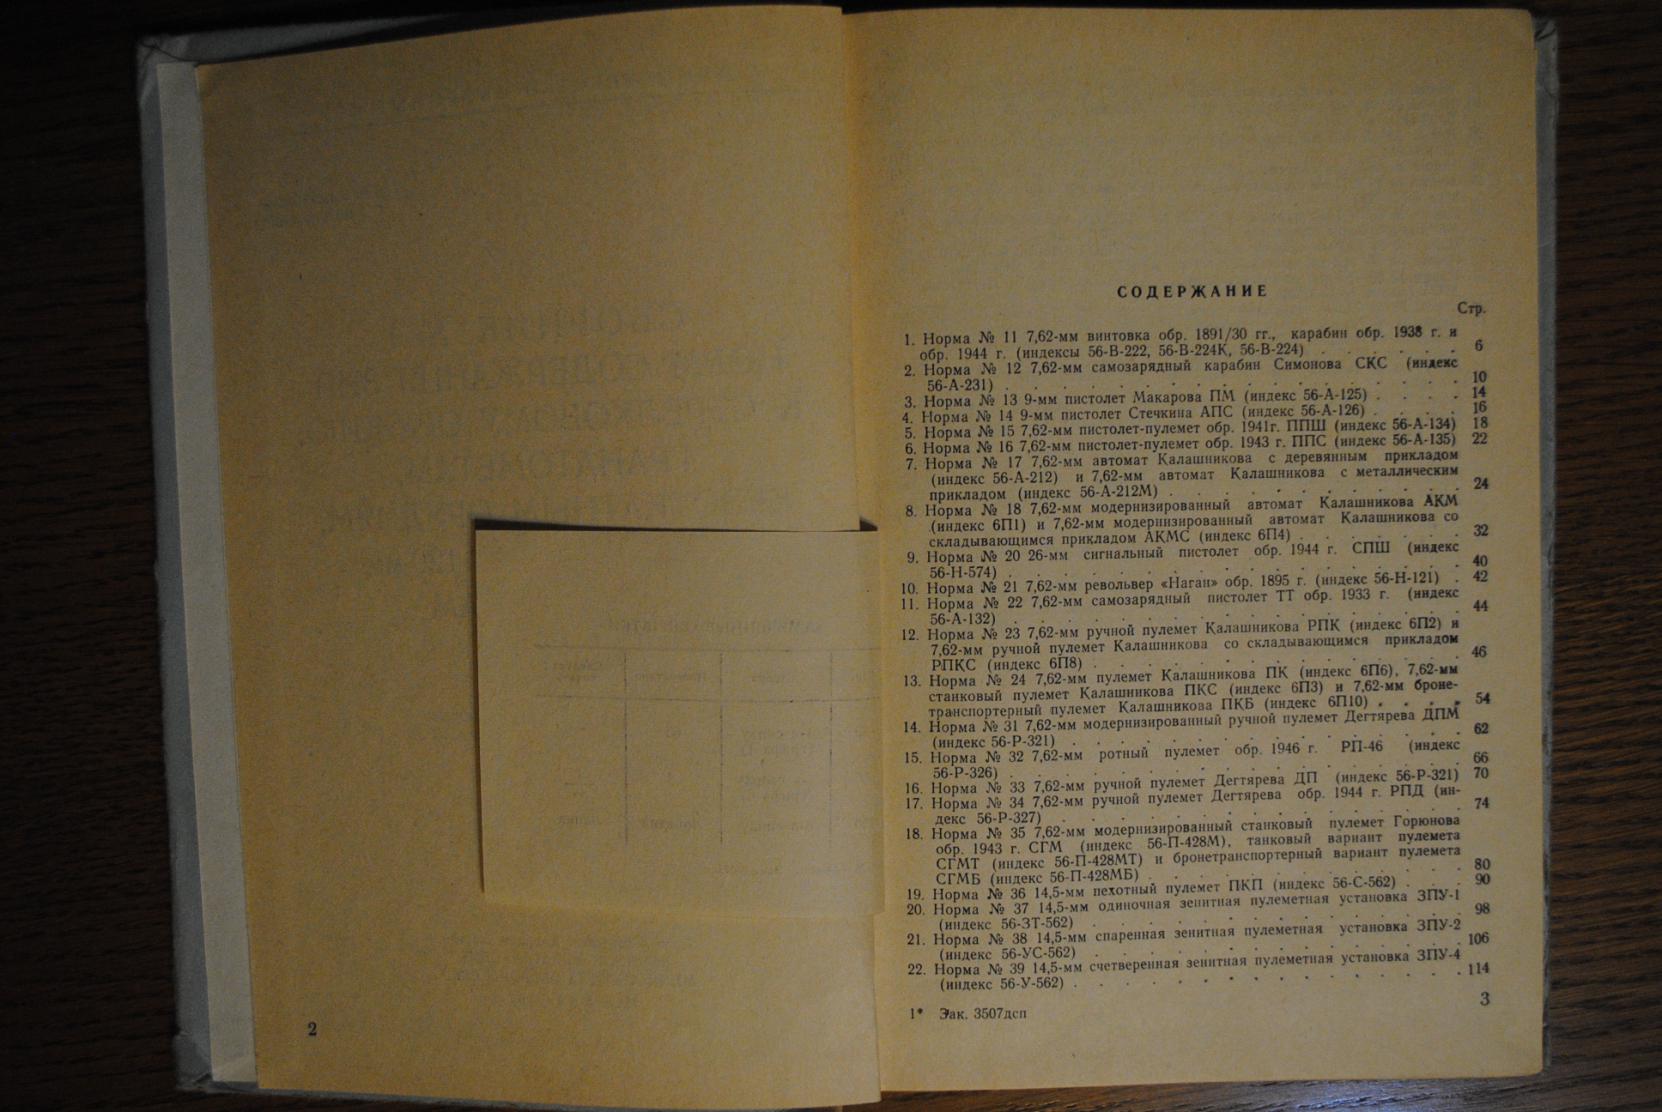 2
СОДЕРЖАНИЕ
Стр.
1. Норма № 11 7,62-мм винтовка обр. 1891/30 гг., карабин обр. 1938 г. и
обр. 1944 г. (индексы 56-В-222, 56-В-224К, 56-В-224) . . . . . . 6
2. Норма № 12 7,62-мм самозарядный карабин Симонова СКС (индекс
56-А-231) . . . . . . . . . . . . . . . . . 10
3. Норма № 13 9-мм пистолет Макарова ПМ (индекс 56-А-125) . . . . 14
4. Норма № 14 9-мм пистолет Стечкина АПС (индекс 56-А-126) . . . . 16
5. Норма № 15 7,62-мм пистолет-пулемет обр. 1941г. ППШ (индекс 56-А-134) 18
6. Норма № 16 7,62-мм пистолет-пулемет обр. 1943 г. ППС (индекс 56-А-135) 22
7. Норма № 17 7,62-мм автомат Калашникова с деревянным прикладом
(индекс 56-А-212) и 7,62-мм автомат Калашникова с металлическим
прикладом (индекс 56-А-212М) . . . . . . . . . . . 24
8. Норма № 18 7,62-мм модернизированный автомат Калашникова АКМ
(индекс 6П1) и 7,62-мм модернизированный автомат Калашникова со
складывающимся прикладом АКМС (индекс 6П4) . . . . . . . 32
9. Норма № 20 26-мм сигнальный пистолет обр. 1944 г. СПШ (индекс
56-Н-574) . . . . . . . . . . . . . . . . . 40
10. Норма № 21 7,62-мм револьвер «Наган» обр. 1895 г. (индекс 56-Н-121) . 42
11. Норма № 22 7,62-мм самозарядный пистолет ТТ обр. 1933 г. (индекс
56-А-132) . . . . . . . . . . . . . . . . . 44
12. Норма № 23 7,62-мм ручной пулемет Калашникова РПК (индекс 6П2) и
7,62-мм ручной пулемет Калашникова со складывающимся прикладом
РПКС (индекс 6П8) . . . . . . . . . . . . . . 46
13. Норма № 24 7,62-мм пулемет Калашникова ПК (индекс 6П6), 7,62-мм
станковый пулемет Калашникова ПКС (индекс 6П3) и 7,62-мм броне-
транспортерный пулемет Калашникова ПКБ (индекс 6П10) . . . . 54
14. Норма № 31 7,62-мм модернизированный ручной пулемет Дегтярева ДПМ
(индекс 56-Р-321) . . . . . . . . . . . . . . 62
15. Норма № 32 7,62-мм ротный пулемет обр. 1946 г. РП-46 (индекс
56-Р-326) . . . . . . . . . . . . . . . . . 66
16. Норма № 33 7,62-мм ручной пулемет Дегтярева ДП (индекс 56-Р-321) 70
17. Норма № 34 7,62-мм ручной пулемет Дегтярева обр. 1944 г. РПД (ин-
декс 56-Р-327) . . . . . . . . . . . . . . . 74
18. Норма № 35 7,62-мм модернизированный станковый пулемет Горюнова
обр. 1943 г. СГМ (индекс 56-П-428М), танковый вариант пулемета
СГМТ (индекс 56-П-428МТ) и бронетранспортерный вариант пулемета
СГМБ (индекс 56-П-428МБ) . . . . . . . . . . . . 80
19. Норма № 36 14,5-мм пехотный пулемет ПКП (индекс 56-С-562) . . . 90
20. Норма № 37 14,5-мм одиночная зенитная пулеметная установка ЗПУ-1
(индекс 56-ЗТ-562) . . . . . . . . . . . . . . 98
21. Норма № 38 14,5-мм спаренная зенитная пулеметная установка ЗПУ-2
(индекс 56-УС-562) . . . . . . . . . . . . . . 106
22. Норма № 39 14,5-мм счетверенная зенитная пулеметная установка ЗПУ-4
(индекс 56-У-562) . . . . . . . . . . . . . . . 114
3
1* Зак. 3507дсп